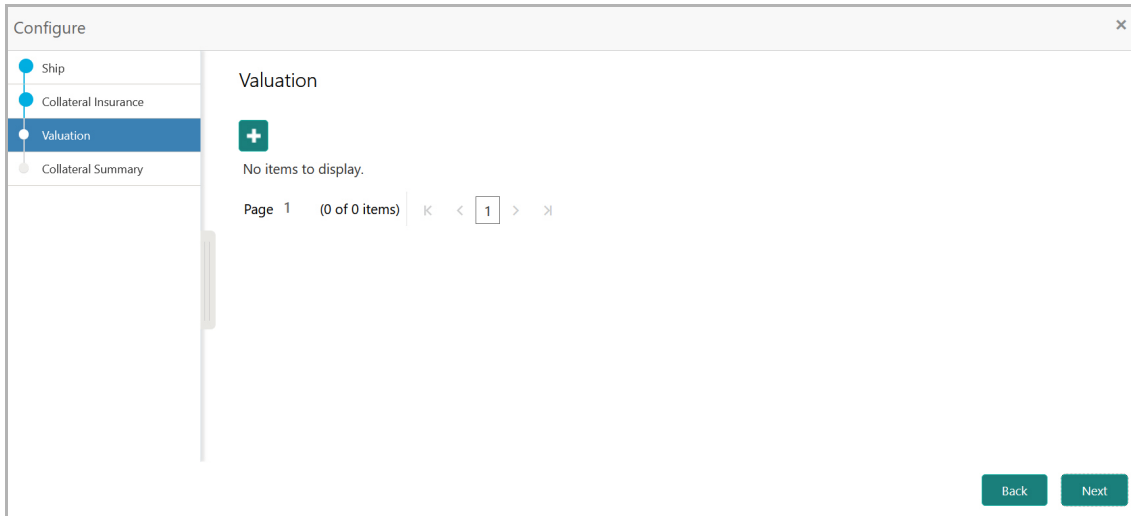 Configure
Ship
Collateral Insurance
Valuation
Collateral Summary
Valuation
No items to display.
Page 1 (0 of 0 items) 1
Back Next